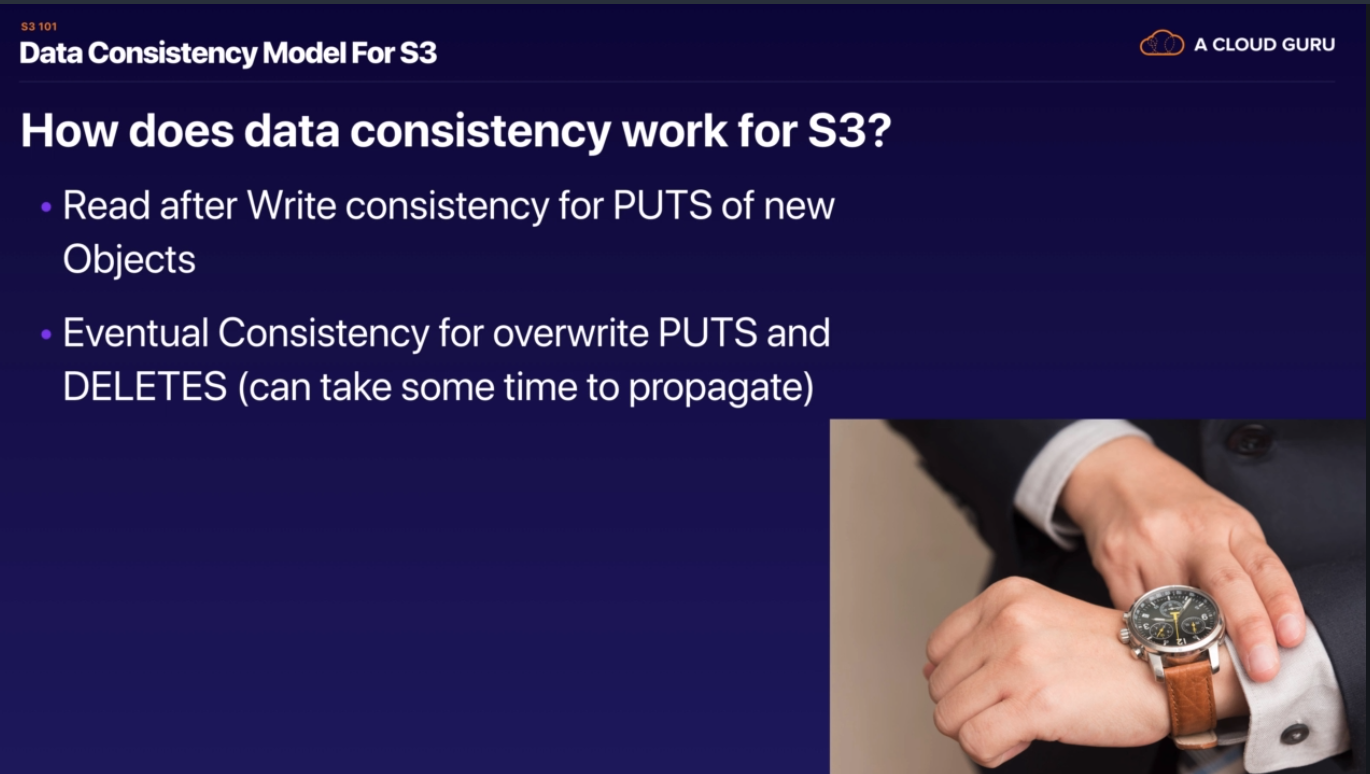 S3 101
Data Consistency Model For S3
A CLOUD GURU
How does data consistency work for S3?
• Read after Write consistency for PUTS of new
Objects
• Eventual Consistency for overwrite PUTS and
DELETES (can take some time to propagate)